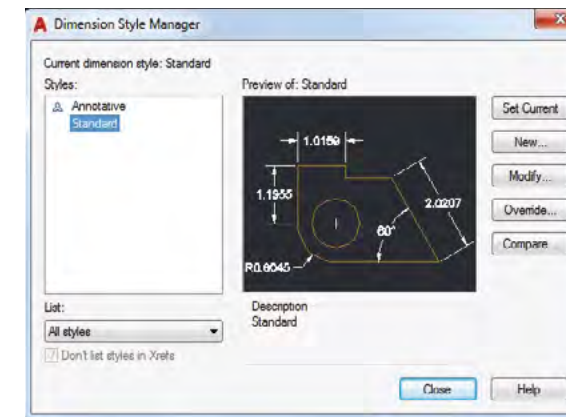 Dimension Style Manager
Current dimension style: Standard
Styles:
Annotative
Standard
Preview of: Standard
1.0159
1.1955
2.0207
60°
R0.8045
Set Current
New...
Modify...
Override...
Compare
List:
All styles
Don't list styles in Xrefs
Description
Standard
Close
Help